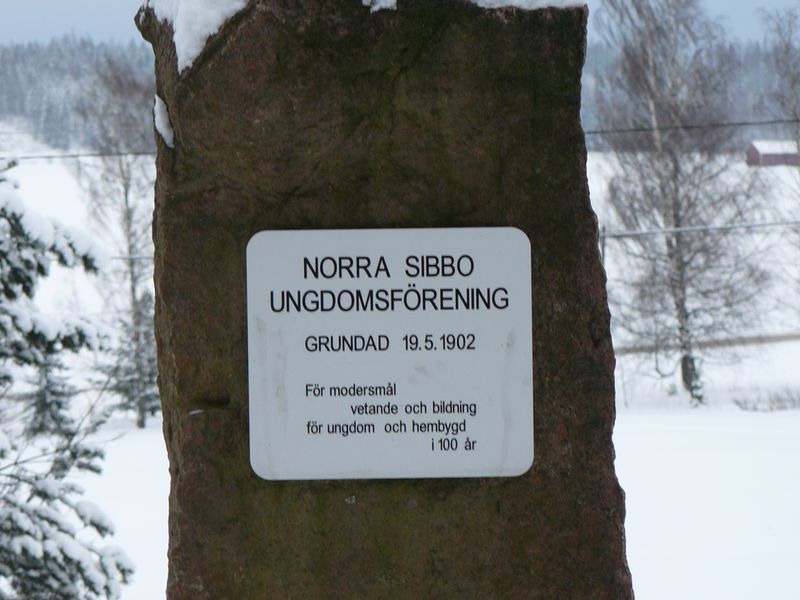 NORRA SIBBO
UNGDOMSFÖRENING
GRUNDAD 19.5.1902
För modersmål
vetande och bildning
för ungdom och hembygd
i 100 år